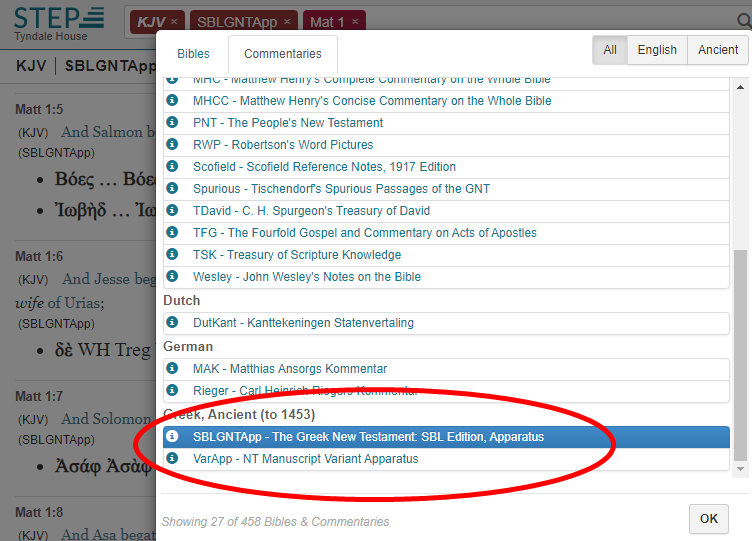 STEP
Tyndale House
KJV × SBLGNTApp × Mat 1 ×
KJV | SBLGNTApp
Bibles Commentaries All English Ancient
Matt 1:5
(KJV) And Salmon b
(SBLGNTApp)
• Βόες … Βόε
• Ἰωβὴδ … Ἰω
Matt 1:6
(KJV) And Jesse beg
wife of Urias;
(SBLGNTApp)
• δὲ WH Treg
Matt 1:7
(KJV) And Solomon
(SBLGNTApp)
• Ἀσάφ Ἀσὰφ
Matt 1:8
(KJV) And Asa begat
MHC - Matthew Henry's Complete Commentary on the Whole Bible
MHCC - Matthew Henry's Concise Commentary on the Whole Bible
PNT - The People's New Testament
RWP - Robertson's Word Pictures
Scofield - Scofield Reference Notes, 1917 Edition
Spurious - Tischendorf's Spurious Passages of the GNT
TDavid - C. H. Spurgeon's Treasury of David
TFG - The Fourfold Gospel and Commentary on Acts of Apostles
TSK - Treasury of Scripture Knowledge
Wesley - John Wesley's Notes on the Bible
Dutch
DutKant - Kanttekeningen Statenvertaling
German
MAK - Matthias Ansorgs Kommentar
Rieger - Carl Heinrich Riegers Kommentar
Greek, Ancient (to 1453)
SBLGNTApp - The Greek New Testament: SBL Edition, Apparatus
VarApp - NT Manuscript Variant Apparatus
Showing 27 of 458 Bibles & Commentaries
OK